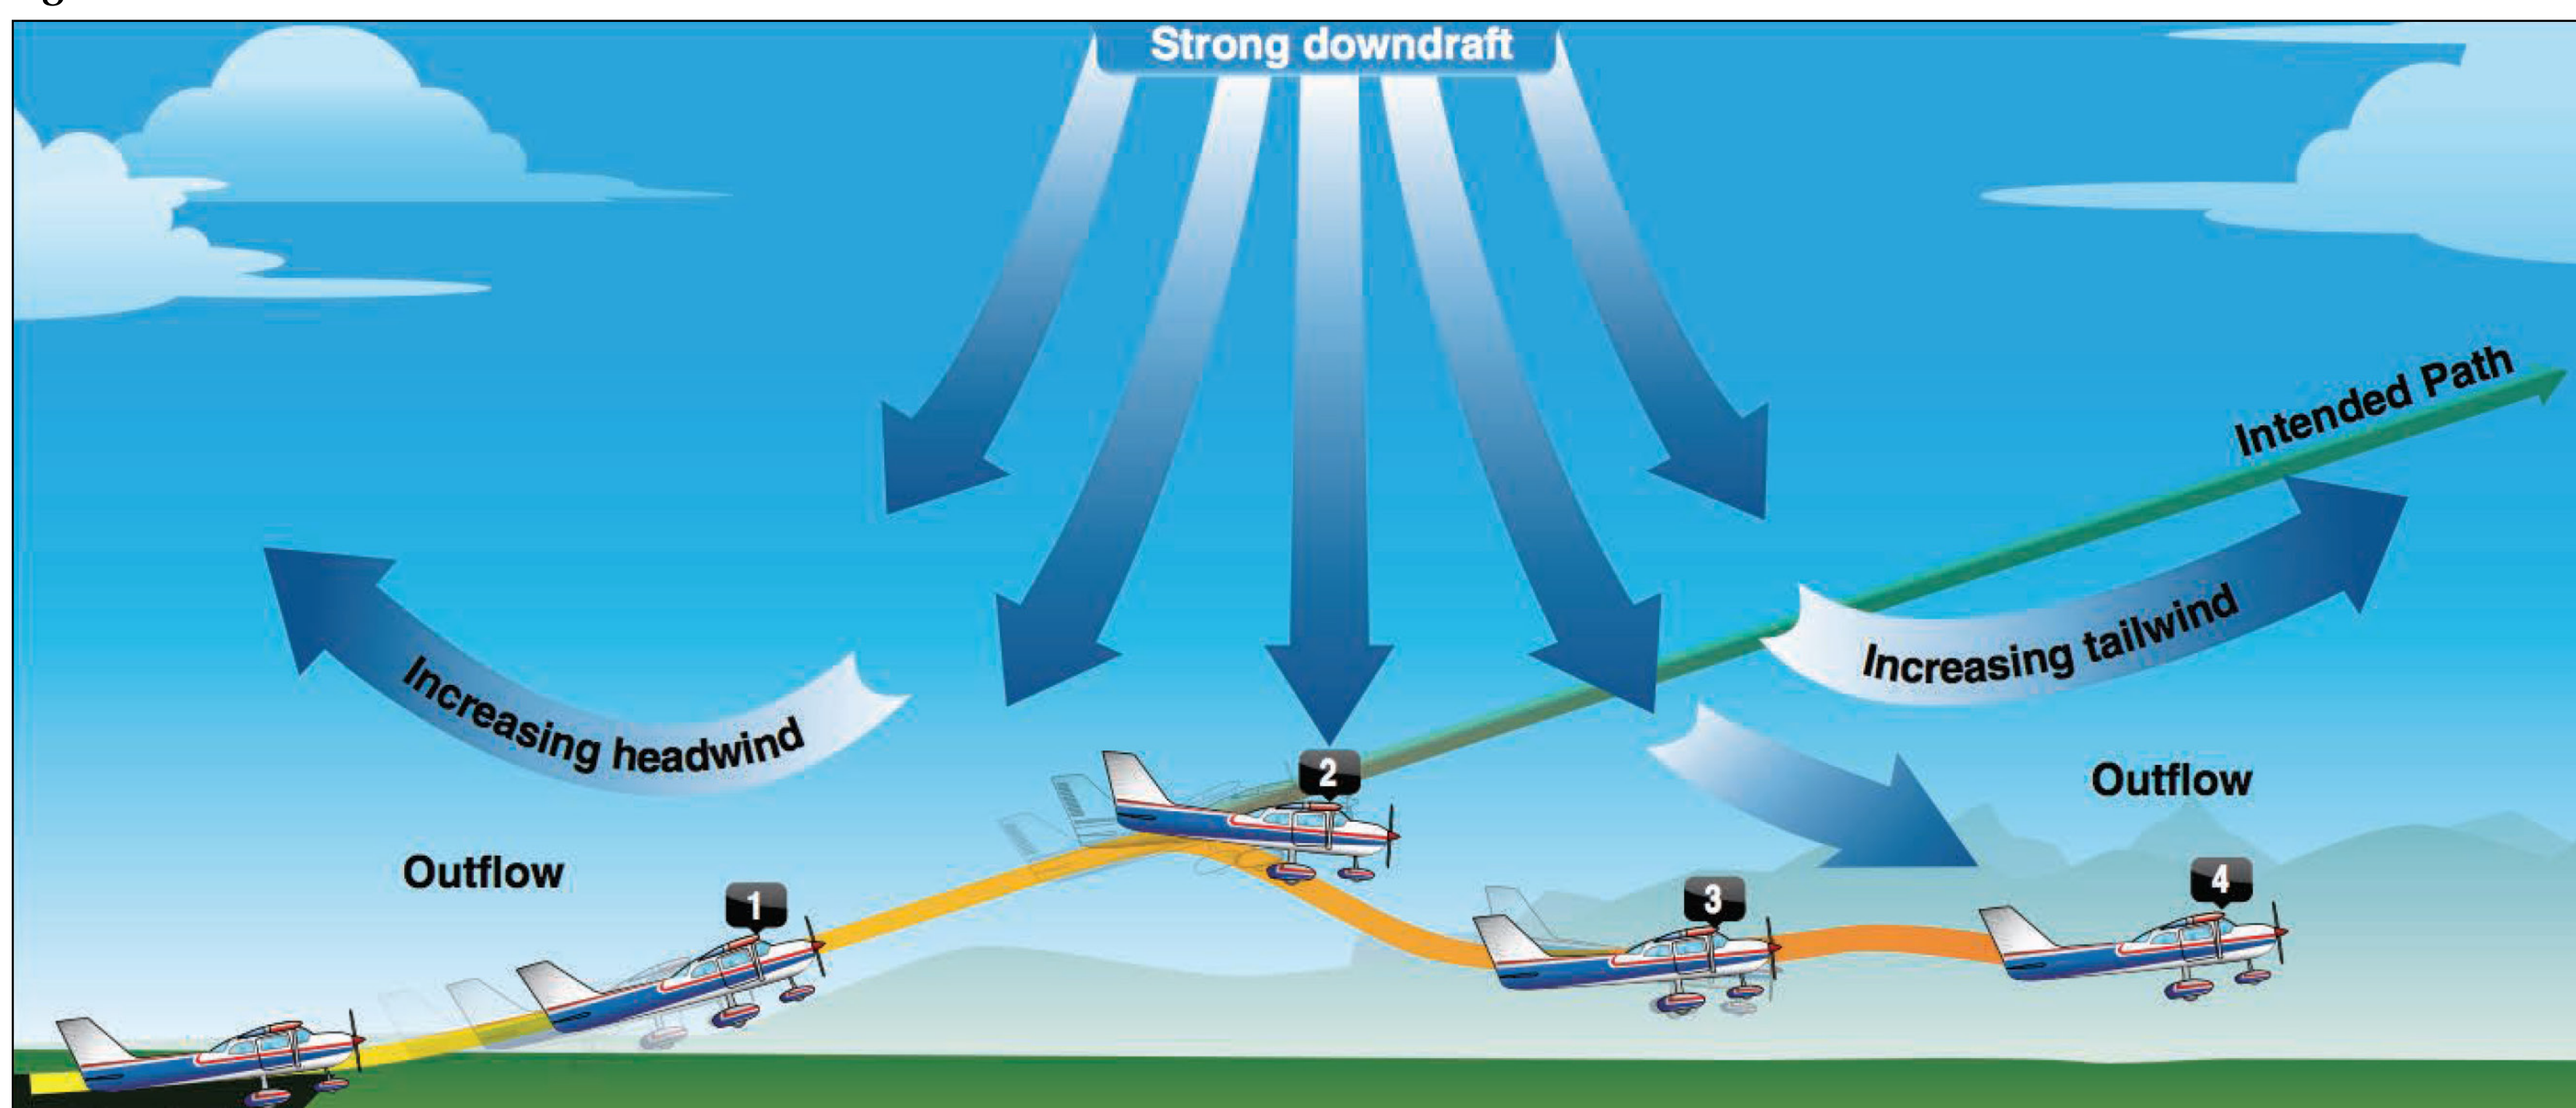 Strong downdraft
Intended Path
Increasing headwind
Increasing tailwind
Outflow
Outflow
1
2
3
4